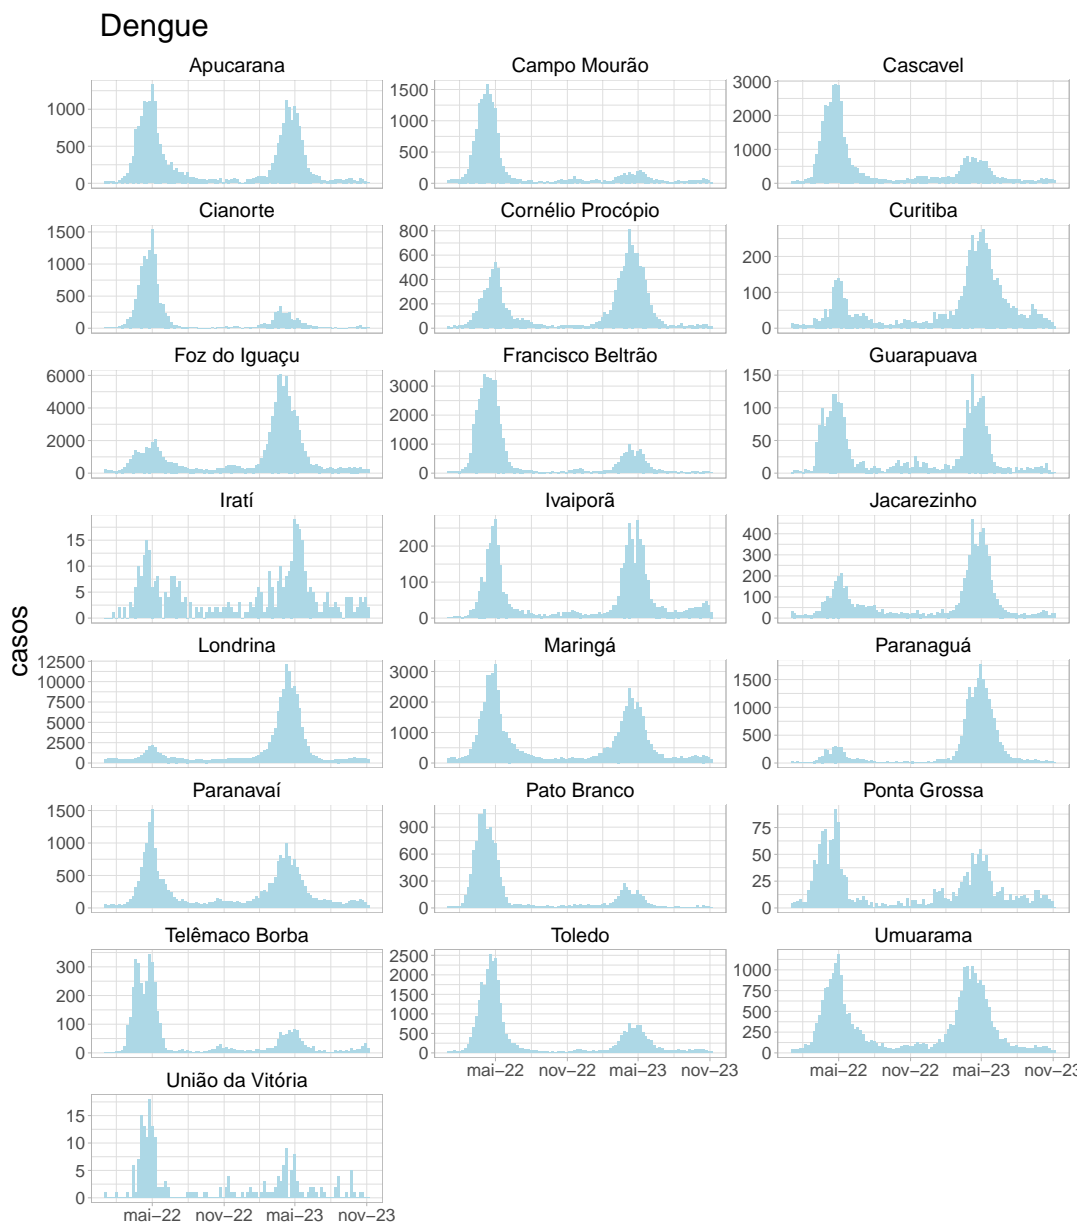 Dengue
Apucarana Campo Mourão Cascavel
1000 500 0
1500 1000 500 0
3000 2000 1000 0
Cianorte Cornélio Procópio Curitiba
1500 1000 500 0
800 600 400 200 0
200 100 0
Foz do Iguaçu Francisco Beltrão Guarapuava
6000 4000 2000 0
3000 2000 1000 0
150 100 50 0
Iratí Ivaiporã Jacarezinho
15 10 5 0
200 100 0
400 300 200 100 0
casos
Londrina Maringá Paranaguá
12500 10000 7500 5000 2500 0
3000 2000 1000 0
1500 1000 500 0
Paranavaí Pato Branco Ponta Grossa
1500 1000 500 0
900 600 300 0
75 50 25 0
Telêmaco Borba Toledo Umuarama
300 200 100 0
2500 2000 1500 1000 500 0
1000 750 500 250 0
mai–22 nov–22 mai–23 nov–23 mai–22 nov–22 mai–23 nov–23
União da Vitória
15 10 5 0
mai–22 nov–22 mai–23 nov–23